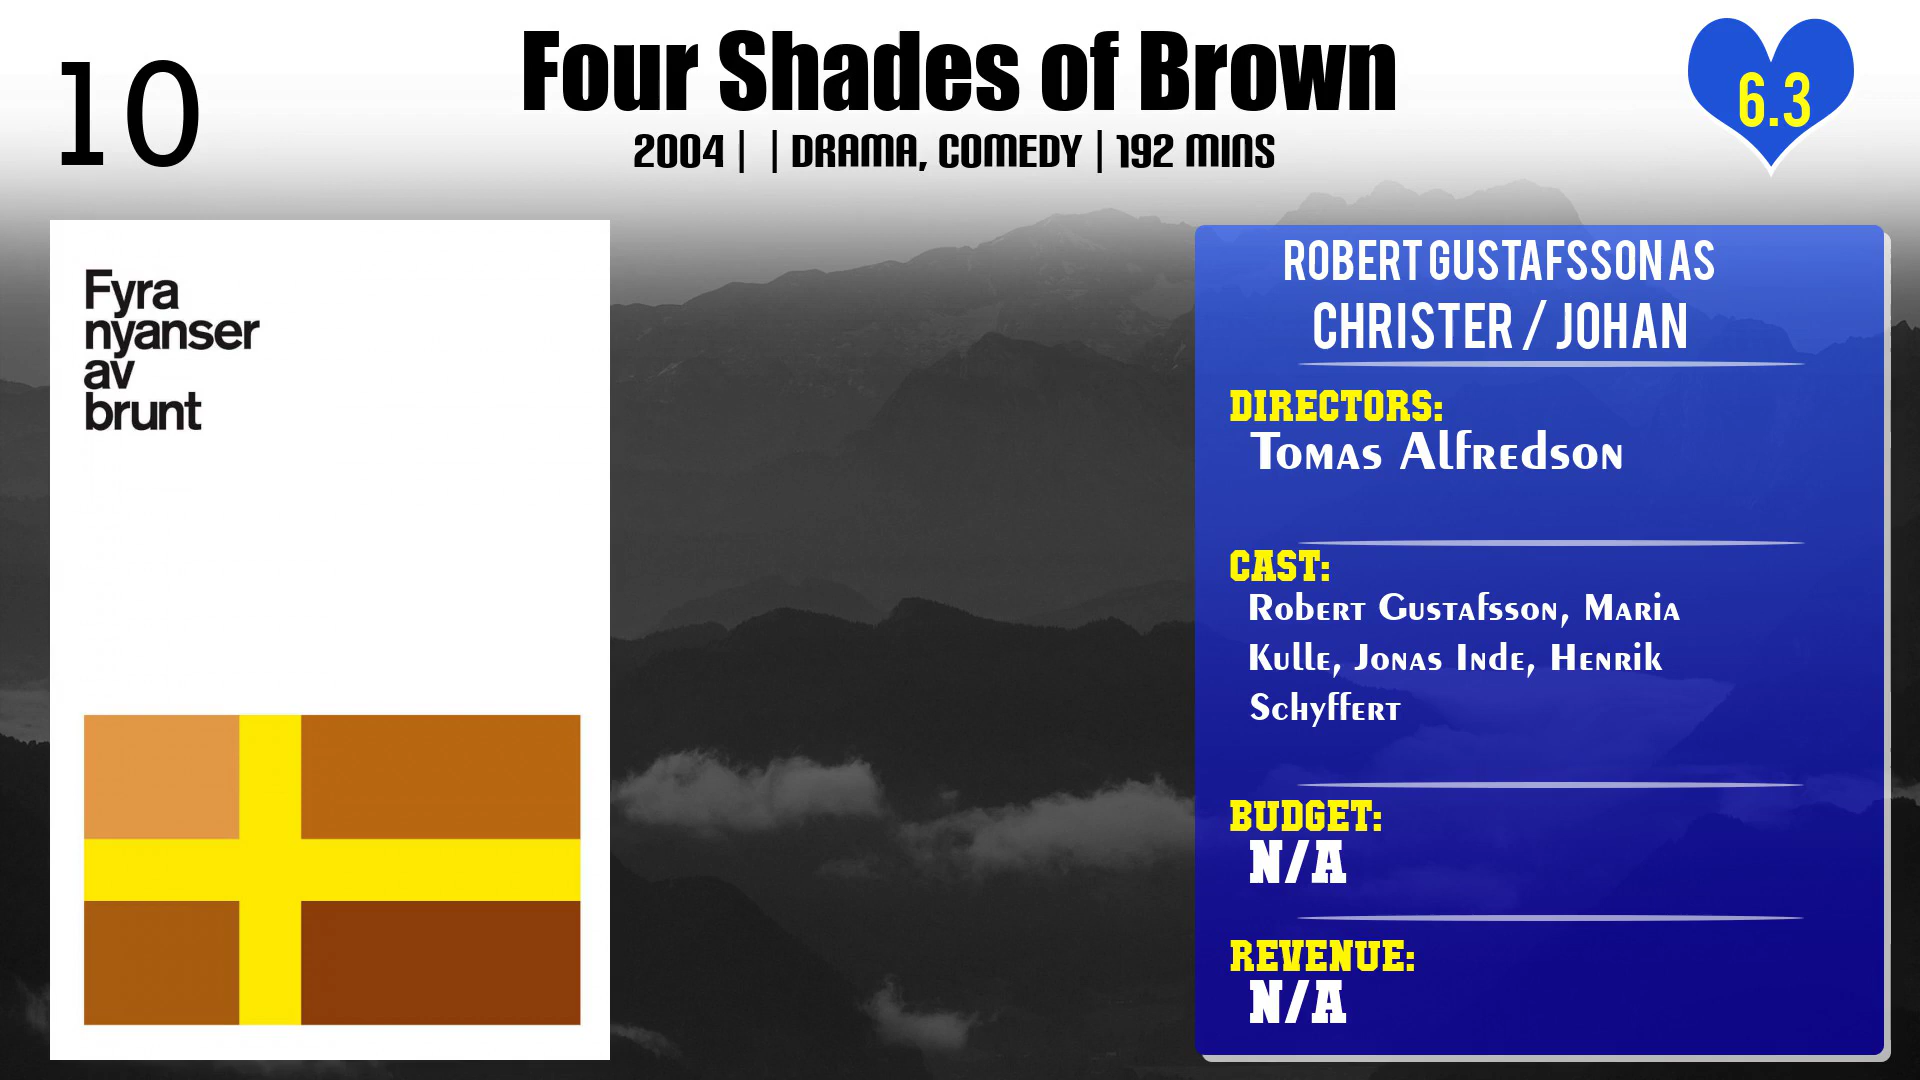 10
Four Shades of Brown
2004 | | DRAMA, COMEDY | 192 MINS
6.3
Fyra
nyanser
av
brunt
ROBERT GUSTAFSSON AS
CHRISTER / JOHAN
DIRECTORS:
Tomas Alfredson
CAST:
Robert Gustafsson, Maria
Kulle, Jonas Inde, Henrik
Schyffert
BUDGET:
N/A
REVENUE:
N/A